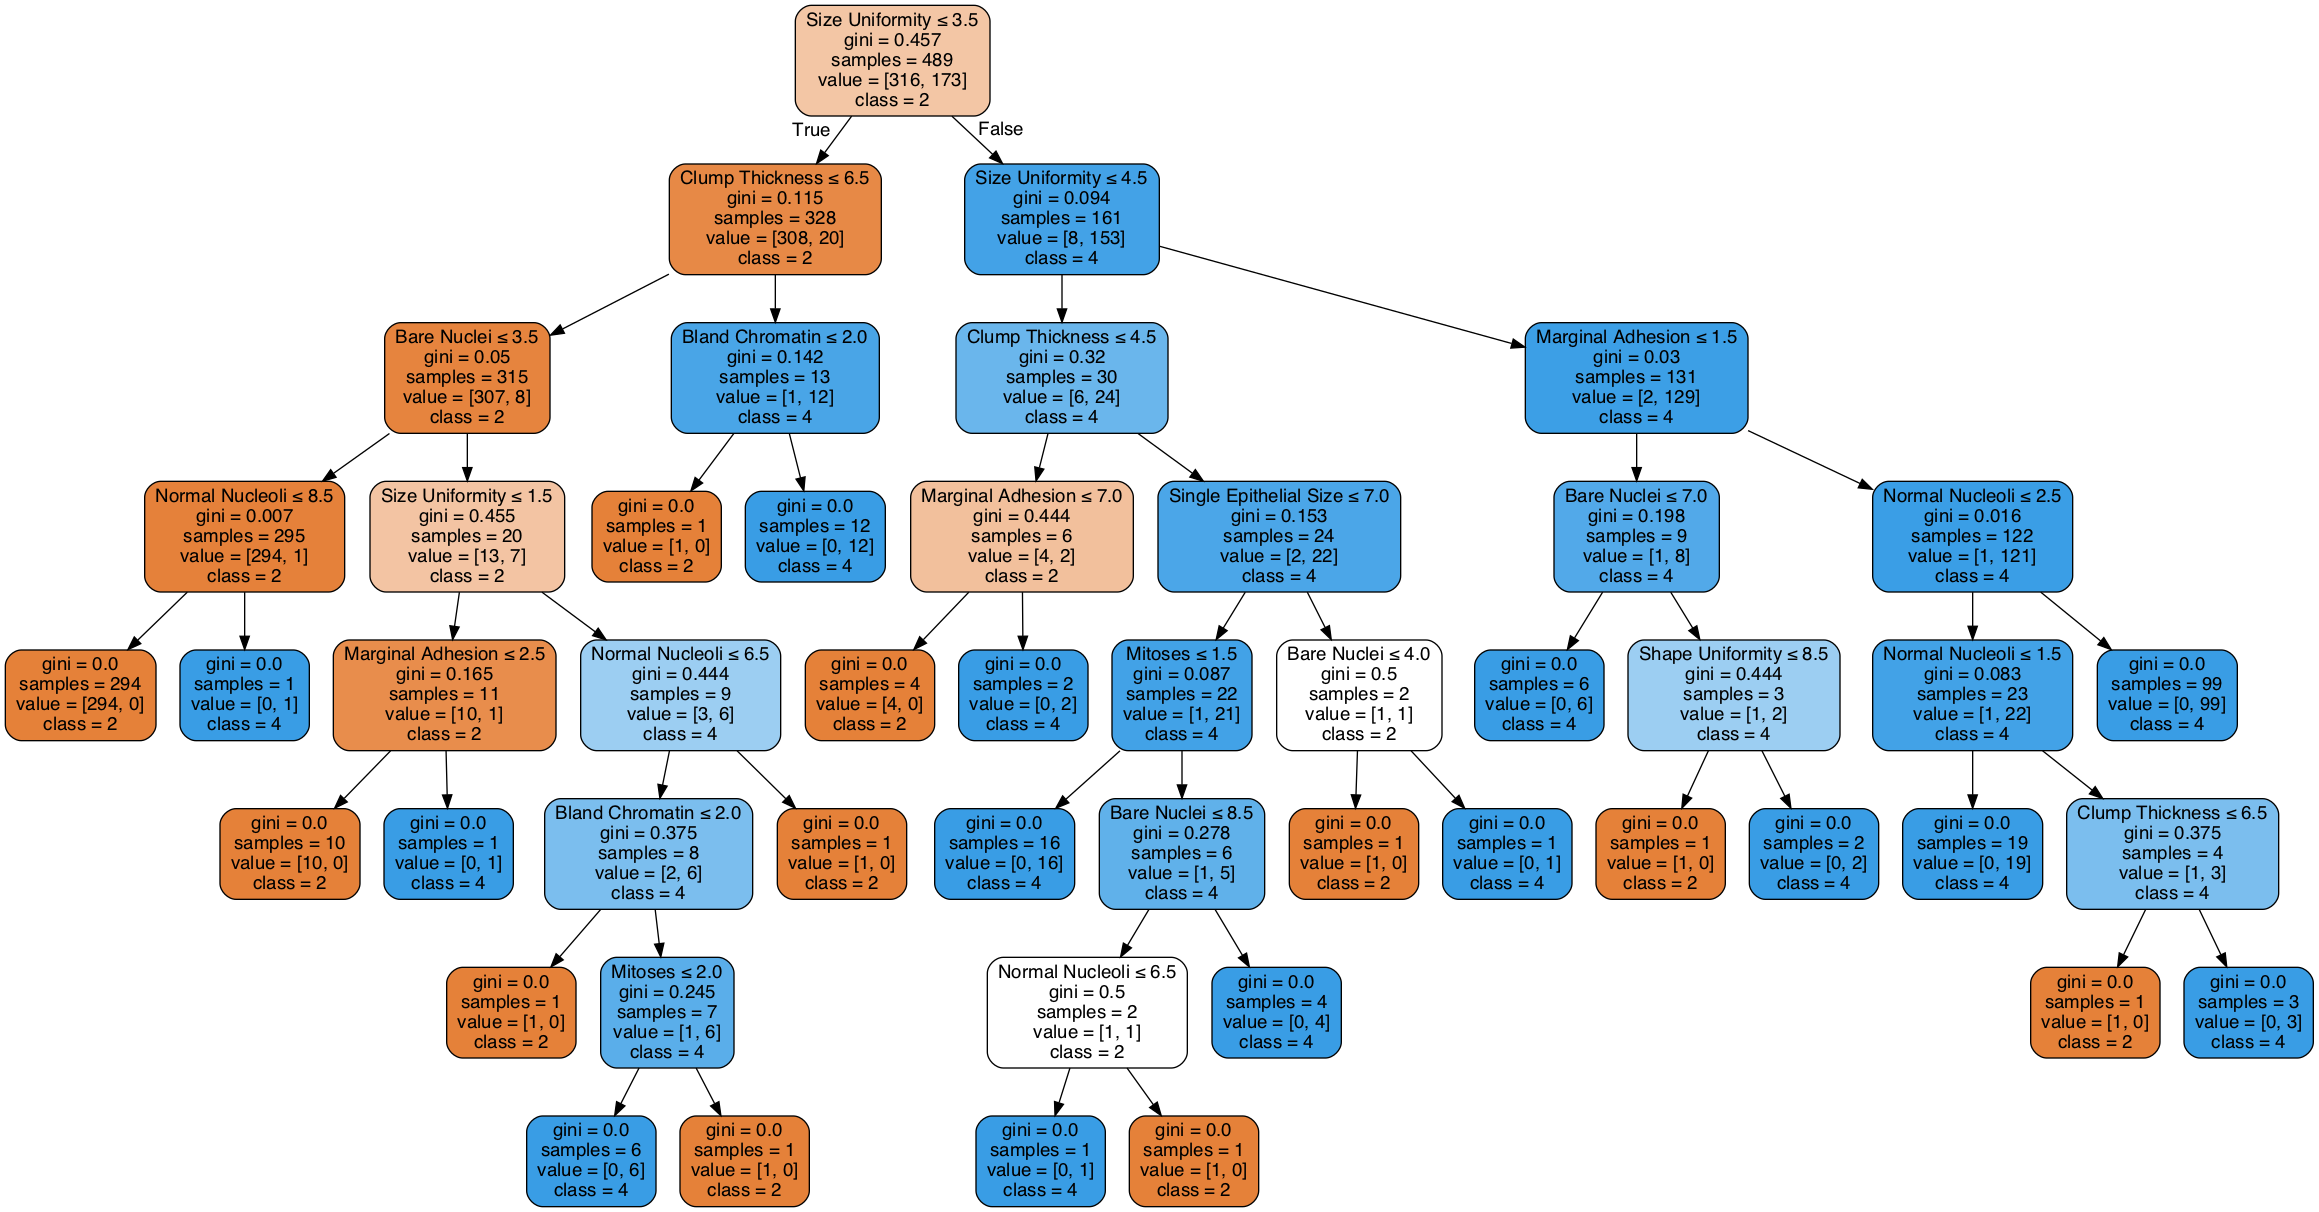 Size Uniformity ≤ 3.5
gini = 0.457
samples = 489
value = [316, 173]
class = 2
True
False
Clump Thickness ≤ 6.5
gini = 0.115
samples = 328
value = [308, 20]
class = 2
Size Uniformity ≤ 4.5
gini = 0.094
samples = 161
value = [8, 153]
class = 4
Bare Nuclei ≤ 3.5
gini = 0.05
samples = 315
value = [307, 8]
class = 2
Bland Chromatin ≤ 2.0
gini = 0.142
samples = 13
value = [1, 12]
class = 4
Clump Thickness ≤ 4.5
gini = 0.32
samples = 30
value = [6, 24]
class = 4
Marginal Adhesion ≤ 1.5
gini = 0.03
samples = 131
value = [2, 129]
class = 4
Normal Nucleoli ≤ 8.5
gini = 0.007
samples = 295
value = [294, 1]
class = 2
Size Uniformity ≤ 1.5
gini = 0.455
samples = 20
value = [13, 7]
class = 2
gini = 0.0
samples = 1
value = [1, 0]
class = 2
gini = 0.0
samples = 12
value = [0, 12]
class = 4
Marginal Adhesion ≤ 7.0
gini = 0.444
samples = 6
value = [4, 2]
class = 2
Single Epithelial Size ≤ 7.0
gini = 0.153
samples = 24
value = [2, 22]
class = 4
Bare Nuclei ≤ 7.0
gini = 0.198
samples = 9
value = [1, 8]
class = 4
Normal Nucleoli ≤ 2.5
gini = 0.016
samples = 122
value = [1, 121]
class = 4
gini = 0.0
samples = 294
value = [294, 0]
class = 2
gini = 0.0
samples = 1
value = [0, 1]
class = 4
Marginal Adhesion ≤ 2.5
gini = 0.165
samples = 11
value = [10, 1]
class = 2
Normal Nucleoli ≤ 6.5
gini = 0.444
samples = 9
value = [3, 6]
class = 4
gini = 0.0
samples = 4
value = [4, 0]
class = 2
gini = 0.0
samples = 2
value = [0, 2]
class = 4
Mitoses ≤ 1.5
gini = 0.087
samples = 22
value = [1, 21]
class = 4
Bare Nuclei ≤ 4.0
gini = 0.5
samples = 2
value = [1, 1]
class = 2
gini = 0.0
samples = 6
value = [0, 6]
class = 4
Shape Uniformity ≤ 8.5
gini = 0.444
samples = 3
value = [1, 2]
class = 4
Normal Nucleoli ≤ 1.5
gini = 0.083
samples = 23
value = [1, 22]
class = 4
gini = 0.0
samples = 99
value = [0, 99]
class = 4
gini = 0.0
samples = 10
value = [10, 0]
class = 2
gini = 0.0
samples = 1
value = [0, 1]
class = 4
Bland Chromatin ≤ 2.0
gini = 0.375
samples = 8
value = [2, 6]
class = 4
gini = 0.0
samples = 1
value = [1, 0]
class = 2
gini = 0.0
samples = 16
value = [0, 16]
class = 4
Bare Nuclei ≤ 8.5
gini = 0.278
samples = 6
value = [1, 5]
class = 4
gini = 0.0
samples = 1
value = [1, 0]
class = 2
gini = 0.0
samples = 1
value = [0, 1]
class = 4
gini = 0.0
samples = 1
value = [1, 0]
class = 2
gini = 0.0
samples = 2
value = [0, 2]
class = 4
gini = 0.0
samples = 19
value = [0, 19]
class = 4
Clump Thickness ≤ 6.5
gini = 0.375
samples = 4
value = [1, 3]
class = 4
gini = 0.0
samples = 1
value = [1, 0]
class = 2
Mitoses ≤ 2.0
gini = 0.245
samples = 7
value = [1, 6]
class = 4
Normal Nucleoli ≤ 6.5
gini = 0.5
samples = 2
value = [1, 1]
class = 2
gini = 0.0
samples = 4
value = [0, 4]
class = 4
gini = 0.0
samples = 1
value = [1, 0]
class = 2
gini = 0.0
samples = 3
value = [0, 3]
class = 4
gini = 0.0
samples = 6
value = [0, 6]
class = 4
gini = 0.0
samples = 1
value = [1, 0]
class = 2
gini = 0.0
samples = 1
value = [0, 1]
class = 4
gini = 0.0
samples = 1
value = [1, 0]
class = 2